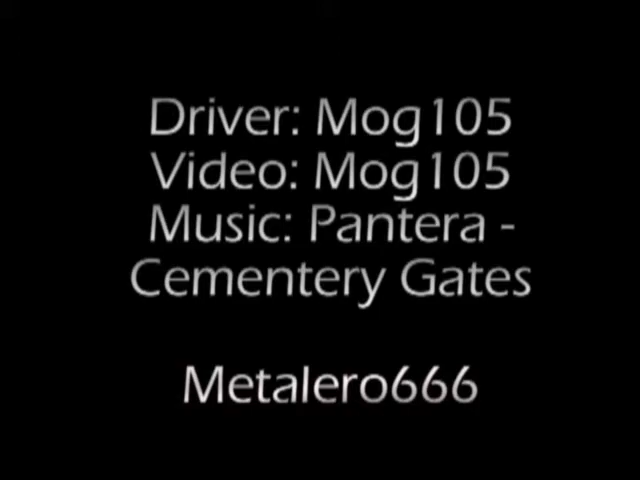 Driver: Mog105
Video: Mog105
Music: Pantera -
Cementery Gates
Metalero666